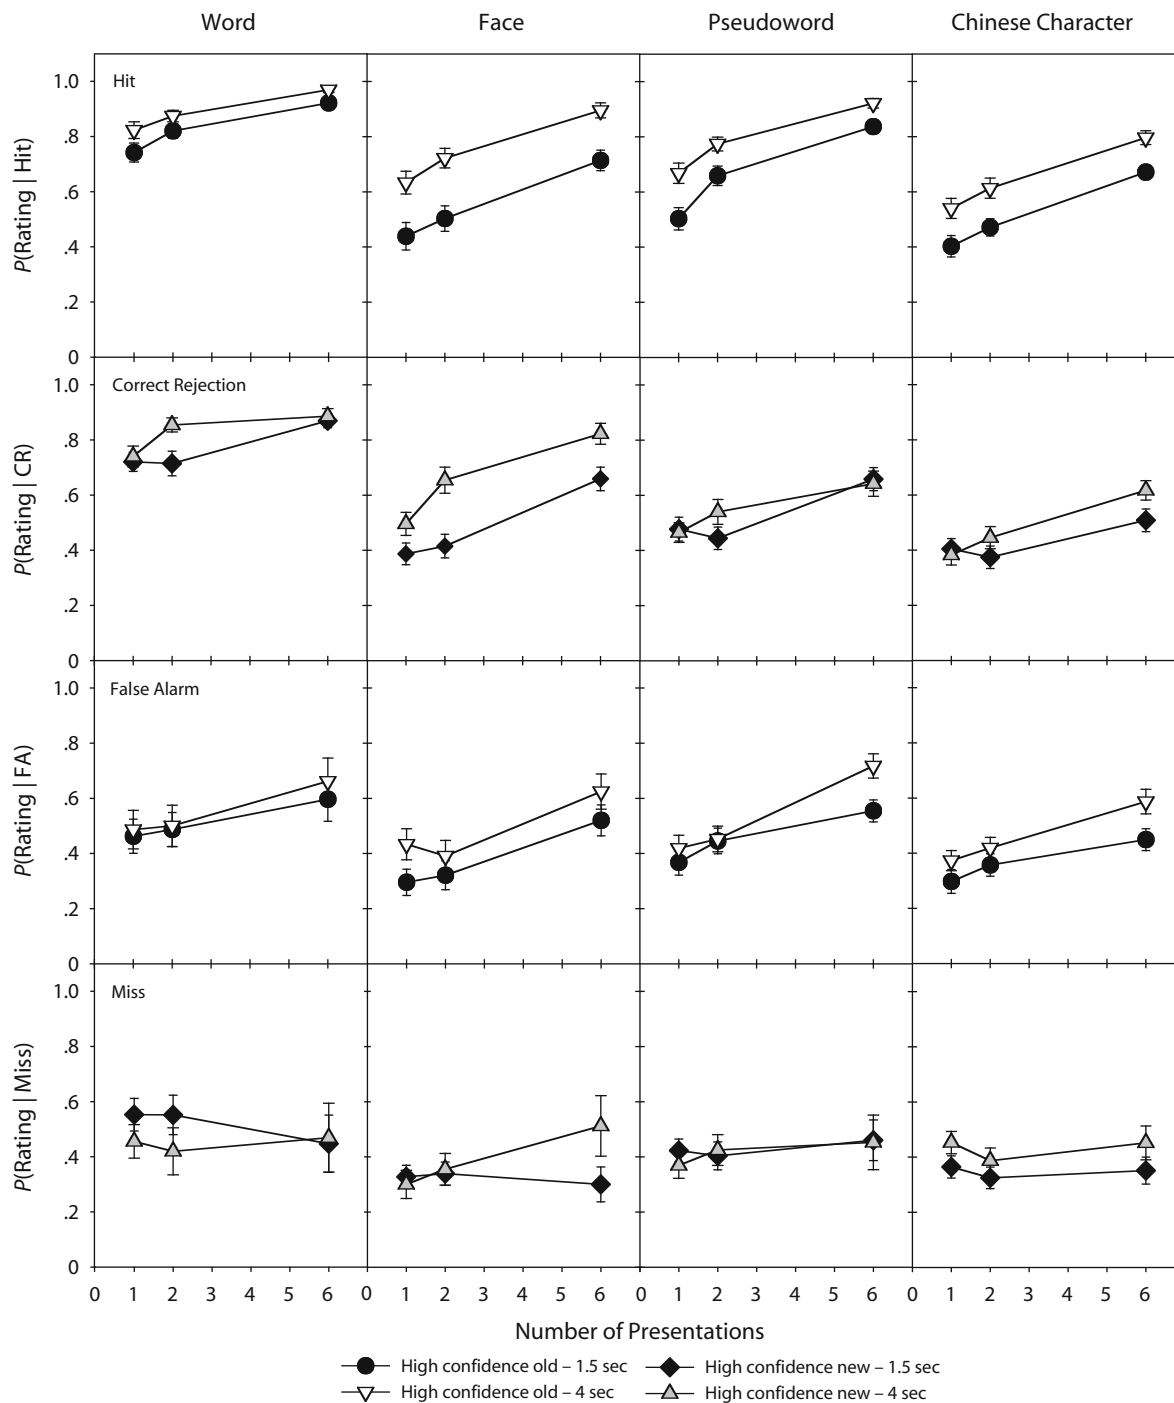 Word Face Pseudoword Chinese Character
Hit
1.0
.8
.6
.4
.2
0
P(Rating | Hit)
Correct Rejection
1.0
.8
.6
.4
.2
0
P(Rating | CR)
False Alarm
1.0
.8
.6
.4
.2
0
P(Rating | FA)
Miss
1.0
.8
.6
.4
.2
0
P(Rating | Miss)
0 1 2 3 4 5 6 0 1 2 3 4 5 6 0 1 2 3 4 5 6 0 1 2 3 4 5 6
Number of Presentations
High confidence old – 1.5 sec High confidence new – 1.5 sec
High confidence old – 4 sec High confidence new – 4 sec